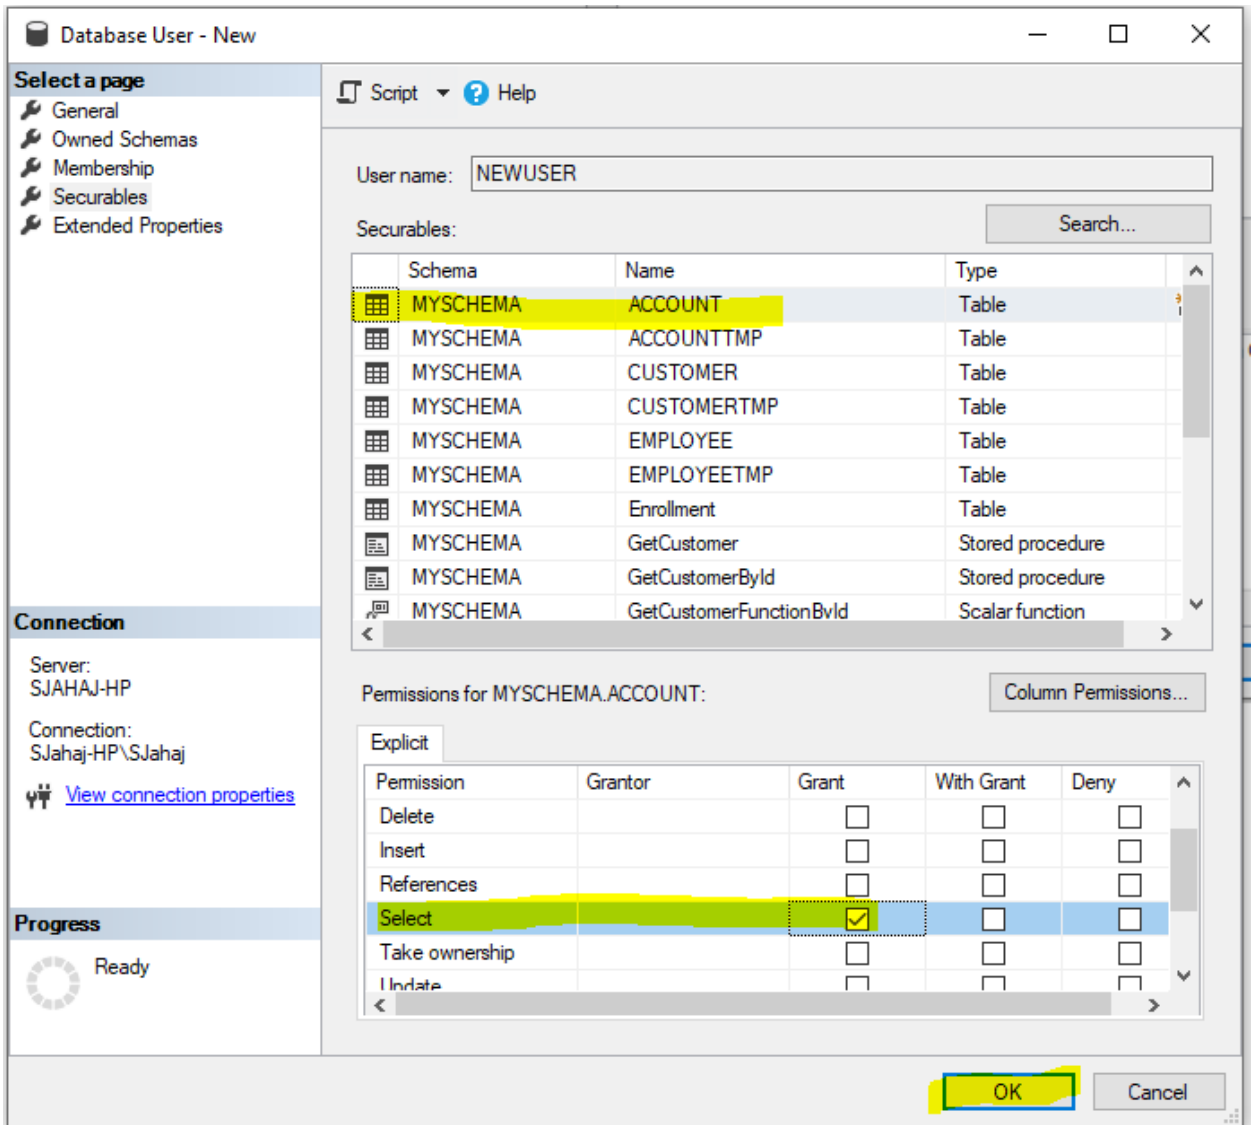 Database User - New
Select a page
General
Owned Schemas
Membership
Securables
Extended Properties
Script
Help
User name: NEWUSER
Securables:
Search...
Schema Name Type
MYSCHEMA ACCOUNT Table
MYSCHEMA ACCOUNTTMP Table
MYSCHEMA CUSTOMER Table
MYSCHEMA CUSTOMERTMP Table
MYSCHEMA EMPLOYEE Table
MYSCHEMA EMPLOYEETMP Table
MYSCHEMA Enrollment Table
MYSCHEMA GetCustomer Stored procedure
MYSCHEMA GetCustomerById Stored procedure
MYSCHEMA GetCustomerFunctionById Scalar function
Connection
Server:
SJAHAJ-HP
Connection:
SJahaj-HP\SJahaj
View connection properties
Progress
Ready
Permissions for MYSCHEMA.ACCOUNT:
Column Permissions...
Explicit
Permission Grantor Grant With Grant Deny
Delete
Insert
References
Select
Take ownership
Update
OK
Cancel